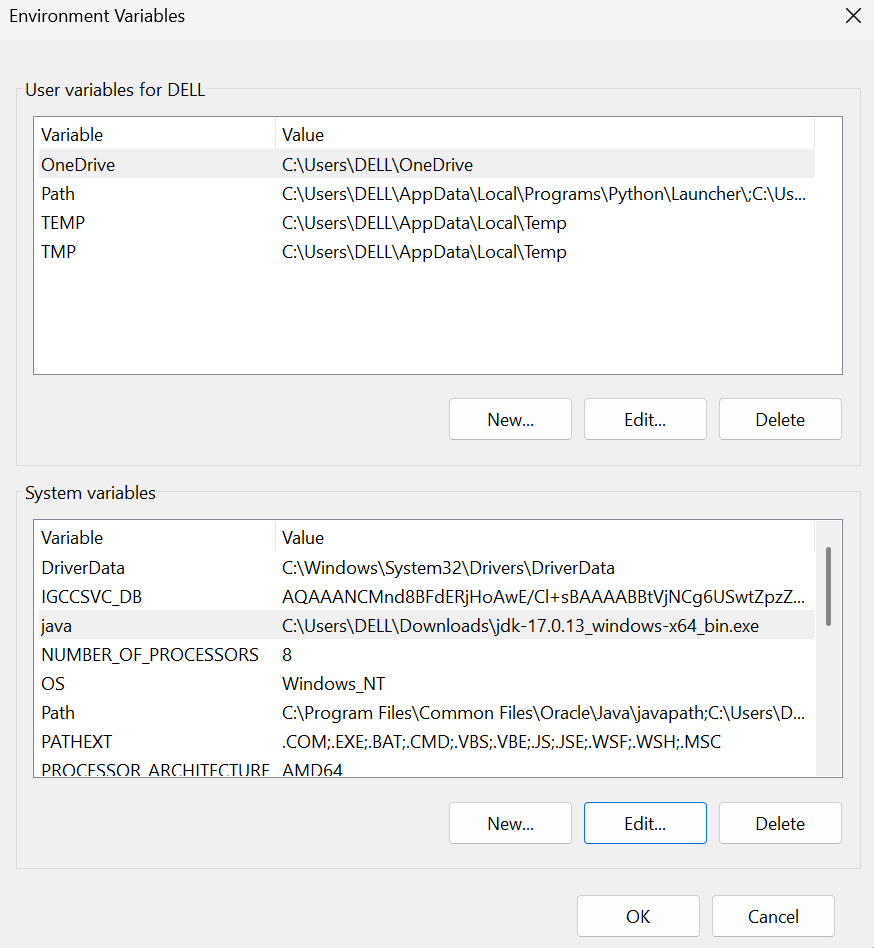 Environment Variables
User variables for DELL
Variable Value
OneDrive C:\Users\DELL\OneDrive
Path C:\Users\DELL\AppData\Local\Programs\Python\Launcher\;C:\Us...
TEMP C:\Users\DELL\AppData\Local\Temp
TMP C:\Users\DELL\AppData\Local\Temp
New... Edit... Delete
System variables
Variable Value
DriverData C:\Windows\System32\Drivers\DriverData
IGCCSVC_DB AQAAANCMnd8BFdERjHoAwE/Cl+sBAAAABBtVjNCg6USwtZpzZ...
java C:\Users\DELL\Downloads\jdk-17.0.13_windows-x64_bin.exe
NUMBER_OF_PROCESSORS 8
OS Windows_NT
Path C:\Program Files\Common Files\Oracle\Java\javapath;C:\Users\D...
PATHEXT .COM;.EXE;.BAT;.CMD;.VBS;.VBE;.JS;.JSE;.WSF;.WSH;.MSC
PROCESSOR_ARCHITECTURE AMD64
New... Edit... Delete
OK Cancel